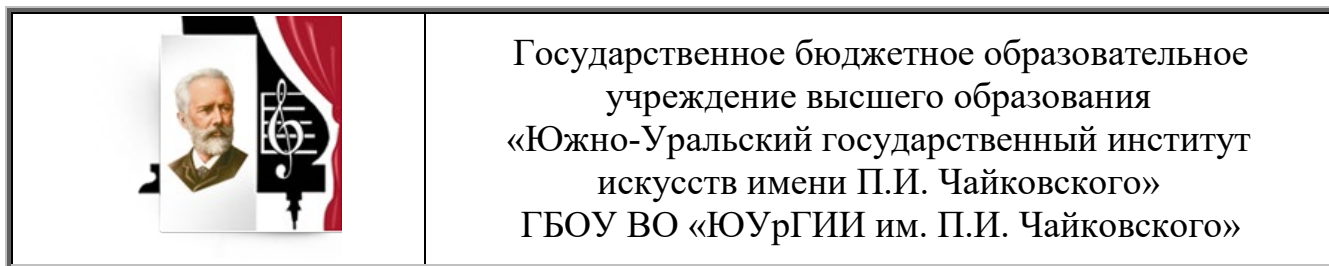 Государственное бюджетное образовательное
учреждение высшего образования
«Южно-Уральский государственный институт
искусств имени П.И. Чайковского»
ГБОУ ВО «ЮУрГИИ им. П.И. Чайковского»